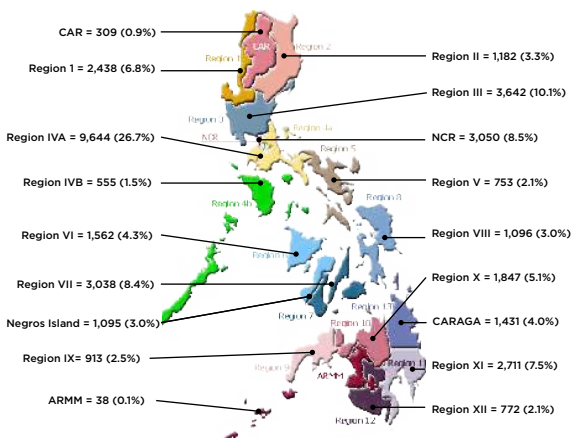 CAR = 309 (0.9%)
Region 1 = 2,438 (6.8%)
Region IVA = 9,644 (26.7%)
Region IVB = 555 (1.5%)
Region VI = 1,562 (4.3%)
Region VII = 3,038 (8.4%)
Negros Island = 1,095 (3.0%)
Region IX= 913 (2.5%)
ARMM = 38 (0.1%)
Region II = 1,182 (3.3%)
Region III = 3,642 (10.1%)
NCR = 3,050 (8.5%)
Region V = 753 (2.1%)
Region VIII = 1,096 (3.0%)
Region X = 1,847 (5.1%)
CARAGA = 1,431 (4.0%)
Region XI = 2,711 (7.5%)
Region XII = 772 (2.1%)
Region
CAR
Region 2
Region 3
NCR
Region 5
Region 4b
Region 8
Region
Region 7
Region 13
Region 10
Region 9
ARMM
Region 11
Region 12